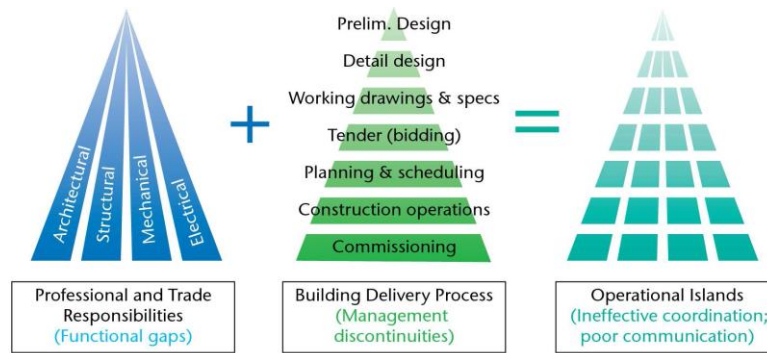 Architectural
Structural
Mechanical
Electrical
+
Prelim. Design
Detail design
Working drawings & specs
Tender (bidding)
Planning & scheduling
Construction operations
Commissioning
=
Professional and Trade
Responsibilities
(Functional gaps)
Building Delivery Process
(Management
discontinuities)
Operational Islands
(Ineffective coordination;
poor communication)